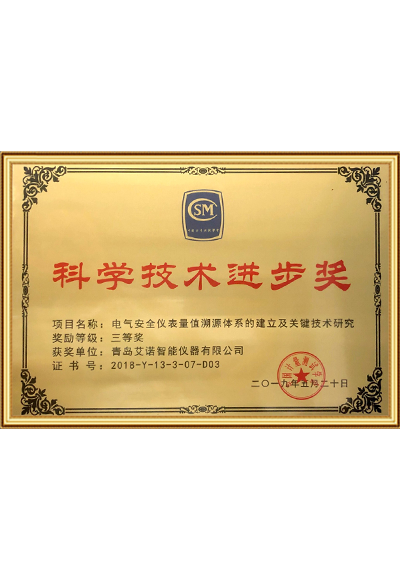 CSM
科学技术进步奖
项目名称：电气安全仪表量值溯源体系的建立及关键技术研究
奖励等级：三等奖
获奖单位：青岛艾诺智能仪器有限公司
证书号：2018-Y-13-3-07-D03
二〇一九年五月二十日